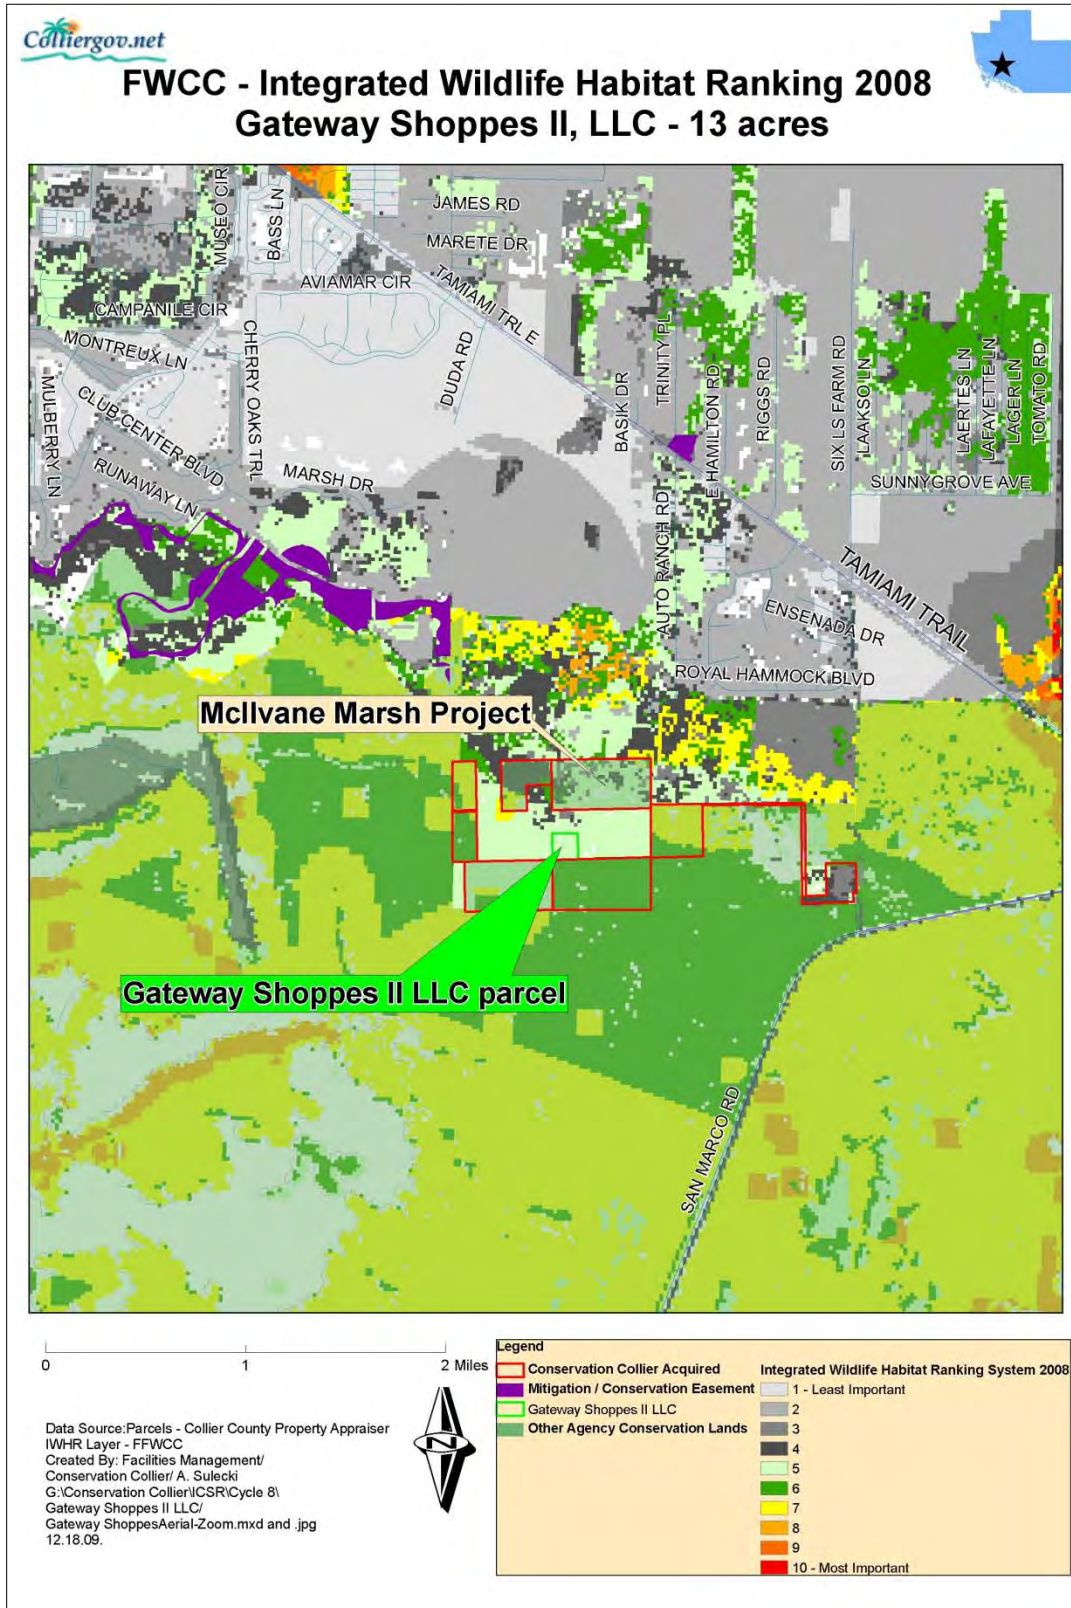 Colliergov.net
FWCC - Integrated Wildlife Habitat Ranking 2008
Gateway Shoppes II, LLC - 13 acres
MUSEO CIR
BASS LN
JAMES RD
MARETE DR
AVIAMAR CIR
TAMIAMI TRL E
CAMPANILE CIR
MONTREUX LN
CHERRY OAKS TRL
DUDA RD
MULBERRY LN
CLUB CENTER BLVD
RUNAWAY LN
MARSH DR
BASIK DR
TRINITY PL
E HAMILTON RD
RIGGS RD
SIX LS FARM RD
LAAKSO LN
LAERTES LN
LAFAYETTE LN
LAGER LN
TOMATO RD
SUNNYGROVE AVE
AUTO RANCH RD
TAMIAMI TRAIL
ENSENADA DR
ROYAL HAMMOCK BLVD
McIlvane Marsh Project
Gateway Shoppes II LLC parcel
SAN MARCO RD
0 1 2 Miles
N
Data Source:Parcels - Collier County Property Appraiser
IWHR Layer - FFWCC
Created By: Facilities Management/
Conservation Collier/ A. Sulecki
G:\Conservation Collier\ICSR\Cycle 8\
Gateway Shoppes II LLC/
Gateway ShoppesAerial-Zoom.mxd and .jpg
12.18.09.
Legend
Conservation Collier Acquired
Mitigation / Conservation Easement
Gateway Shoppes II LLC
Other Agency Conservation Lands
Integrated Wildlife Habitat Ranking System 2008
1 - Least Important
2
3
4
5
6
7
8
9
10 - Most Important